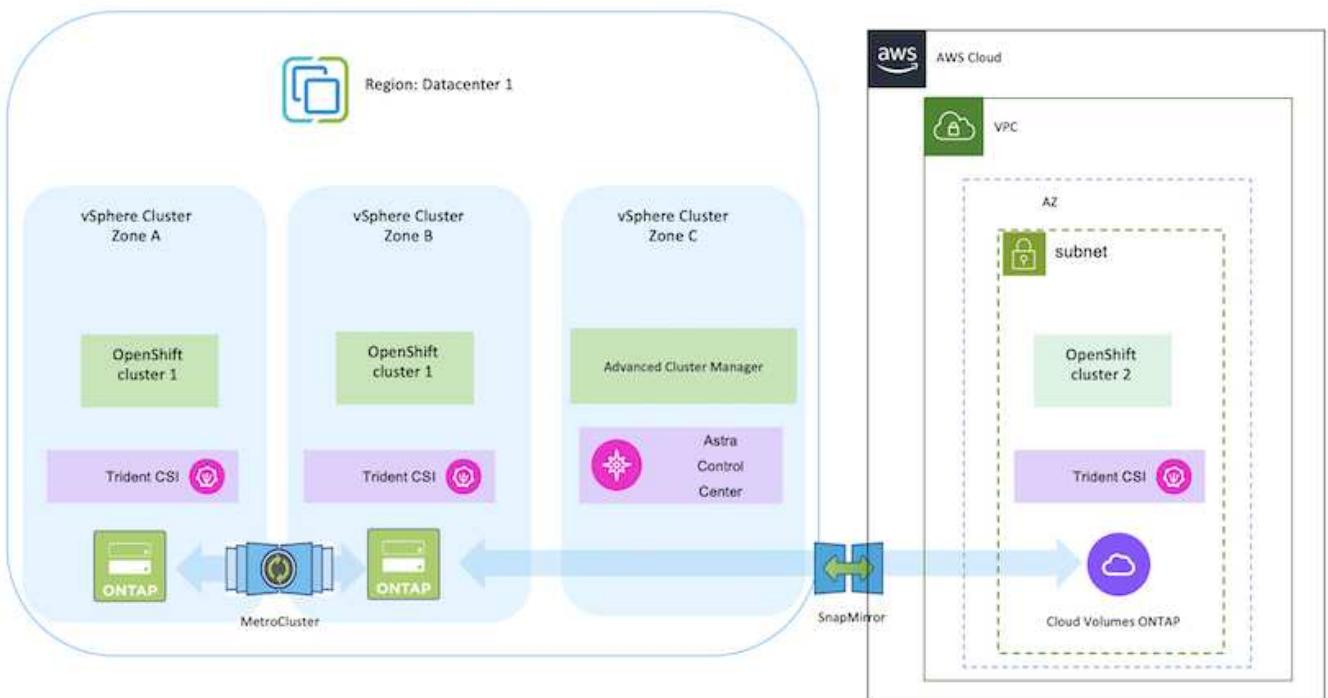 Region: Datacenter 1
aws
AWS Cloud
VPC
AZ
subnet
vSphere Cluster
Zone A
vSphere Cluster
Zone B
vSphere Cluster
Zone C
OpenShift
cluster 1
OpenShift
cluster 1
Advanced Cluster Manager
OpenShift
cluster 2
Trident CSI
Trident CSI
Astra
Control
Center
Trident CSI
ONTAP
ONTAP
MetroCluster
SnapMirror
Cloud Volumes ONTAP